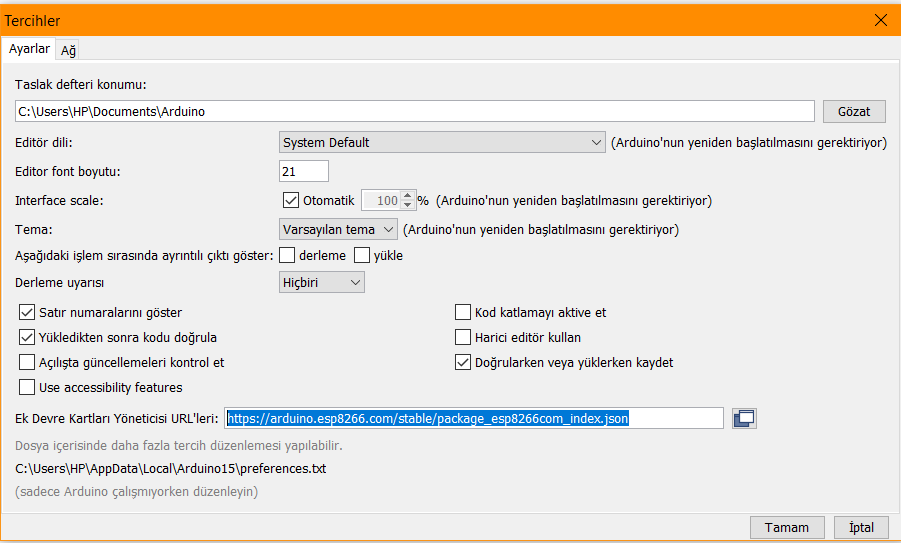 Tercihler
Ayarlar Ağ
Taslak defteri konumu:
C:\Users\HP\Documents\Arduino Gözat
Editör dili: System Default (Arduino'nun yeniden başlatılmasını gerektiriyor)
Editor font boyutu: 21
Interface scale: Otomatik 100 % (Arduino'nun yeniden başlatılmasını gerektiriyor)
Tema: Varsayılan tema (Arduino'nun yeniden başlatılmasını gerektiriyor)
Aşağıdaki işlem sırasında ayrıntılı çıktı göster: derleme yükle
Derleme uyarısı Hiçbiri
Satır numaralarını göster Kod katlamayı aktive et
Yükledikten sonra kodu doğrula Harici editör kullan
Açılışta güncellemeleri kontrol et Doğrularken veya yüklerken kaydet
Use accessibility features
Ek Devre Kartları Yöneticisi URL'leri: https://arduino.esp8266.com/stable/package_esp8266com_index.json
Dosya içerisinde daha fazla tercih düzenlemesi yapılabilir.
C:\Users\HP\AppData\Local\Arduino15\preferences.txt
(sadece Arduino çalışmıyorken düzenleyin)
Tamam İptal